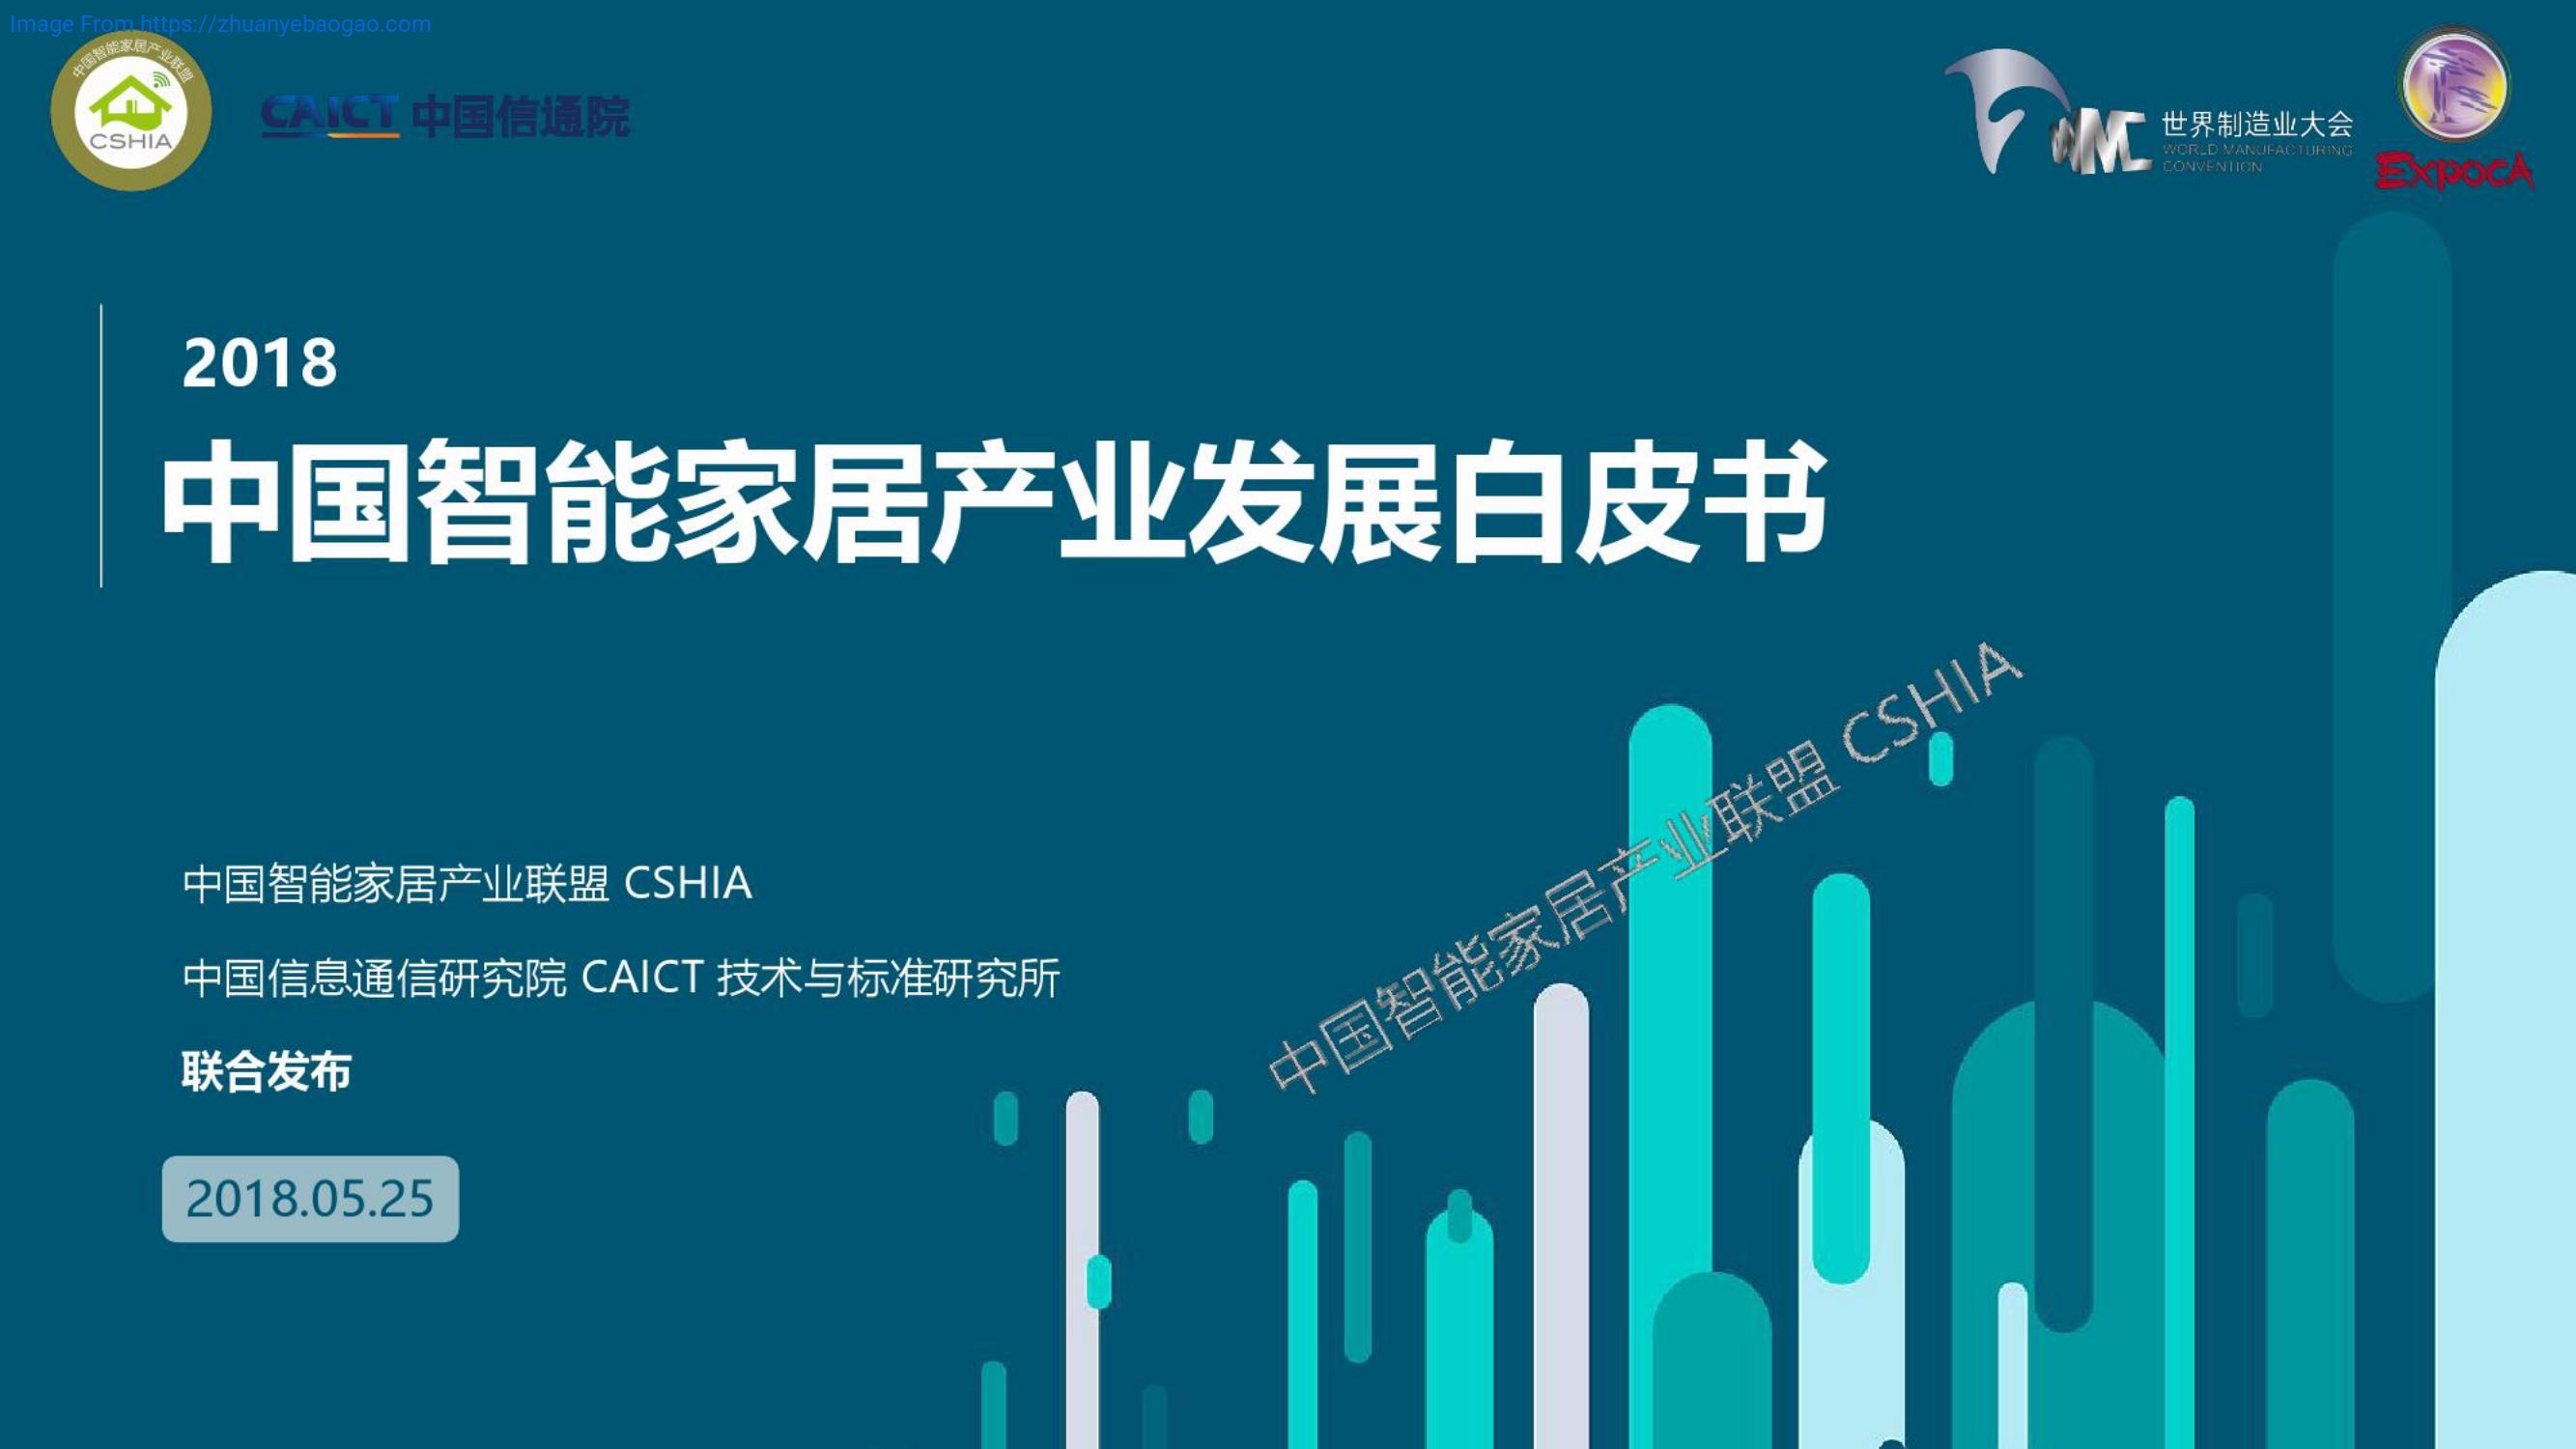 Image From https://zhuanyebaogao.com
中国智能家居产业联盟
CSHIA
CAICT 中国信通院
WMC
世界制造业大会
WORLD MANUFACTURING
CONVENTION
EXPOCA
2018
中国智能家居产业发展白皮书
中国智能家居产业联盟 CSHIA
中国智能家居产业联盟 CSHIA
中国信息通信研究院 CAICT 技术与标准研究所
联合发布
2018.05.25